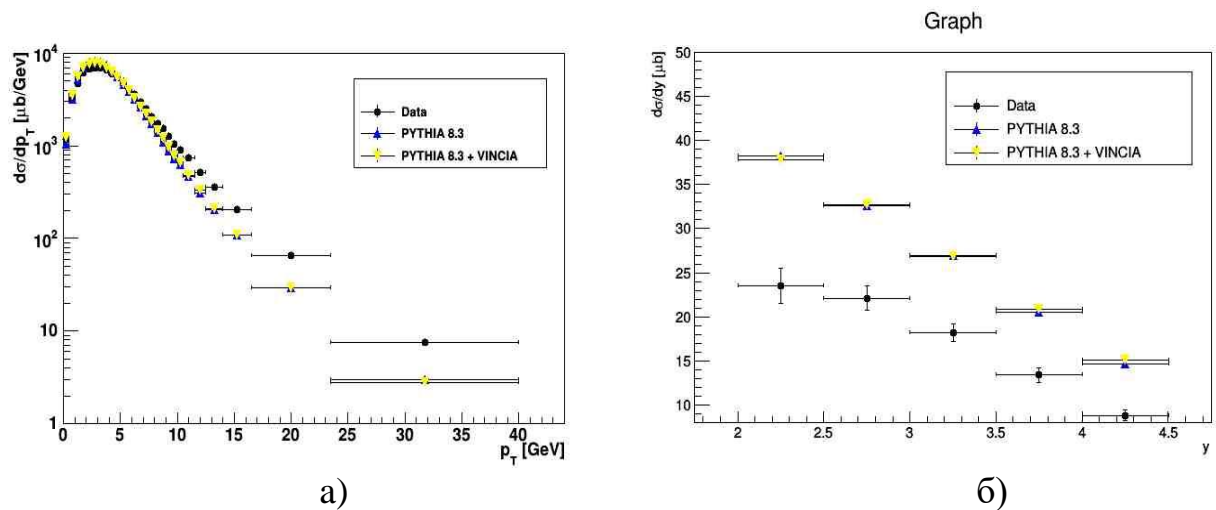 Graph
dσ/dp_T [μb/Gev]
10^4
10^3
10^2
10
1
0 5 10 15 20 25 30 35 40
p_T [GeV]
Data
PYTHIA 8.3
PYTHIA 8.3 + VINCIA
а)
dσ/dy [μb]
50
45
40
35
30
25
20
15
10
2 2.5 3 3.5 4 4.5
y
Data
PYTHIA 8.3
PYTHIA 8.3 + VINCIA
б)